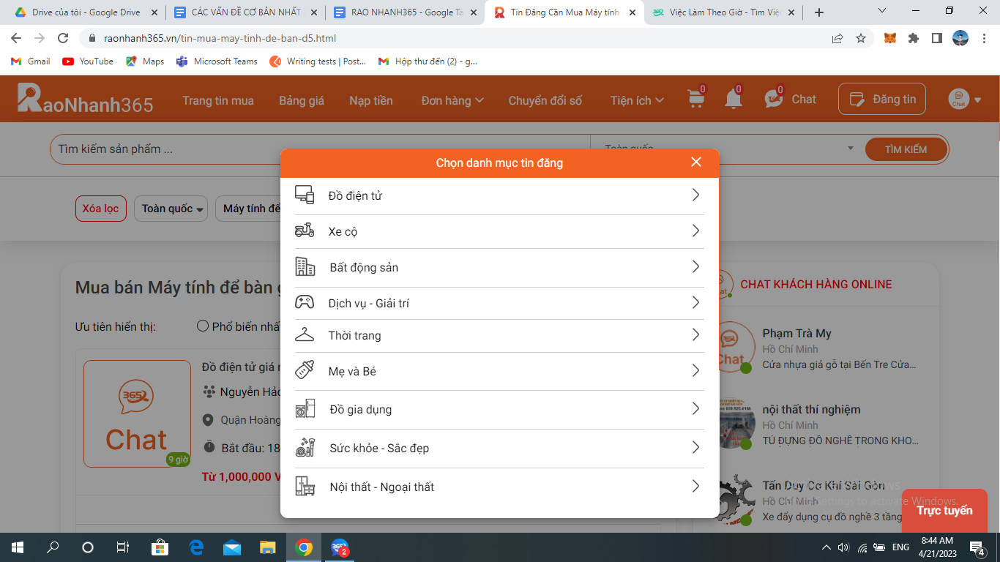 Drive của tôi - Google Drive
CÁC VẤN ĐỀ CƠ BẢN NHẤT
RAO NHANH365 - Google Tà
Tin Đăng Cần Mua Máy tính
Việc Làm Theo Giờ - Tìm Việc
raonhanh365.vn/tin-mua-may-tinh-de-ban-d5.html
Gmail
YouTube
Maps
Microsoft Teams
Writing tests | Post...
Hộp thư đến (2) - g...
RaoNhanh365
Trang tin mua
Bảng giá
Nạp tiền
Đơn hàng
Chuyển đổi số
Tiện ích
0
0
0
Chat
Đăng tin
Chat
Tìm kiếm sản phẩm ...
Toàn quốc
TÌM KIẾM
Chọn danh mục tin đăng
Đồ điện tử
Xe cộ
Bất động sản
Dịch vụ - Giải trí
Thời trang
Mẹ và Bé
Đồ gia dụng
Sức khỏe - Sắc đẹp
Nội thất - Ngoại thất
Xóa lọc
Toàn quốc
Máy tính để
Mua bán Máy tính để bàn g
Ưu tiên hiển thị:
Phổ biến nhấ
365
Chat
9 giờ
Đồ điện tử giá r
Nguyễn Hảo
Quận Hoàng
Bắt đầu: 18
Từ 1,000,000 V
CHAT KHÁCH HÀNG ONLINE
Phạm Trà My
Hồ Chí Minh
Cửa nhựa giả gỗ tại Bến Tre Cửa...
nội thất thí nghiệm
Hồ Chí Minh
TỦ ĐỰNG ĐỒ NGHỀ TRONG KHO...
Tấn Duy Cơ Khí Sài Gòn
Hồ Chí Minh
Xe đẩy dụng cụ đồ nghề 3 tầng
Settings to activate Windows.
Trực tuyến
365
2
ENG
8:44 AM
4/21/2023
4